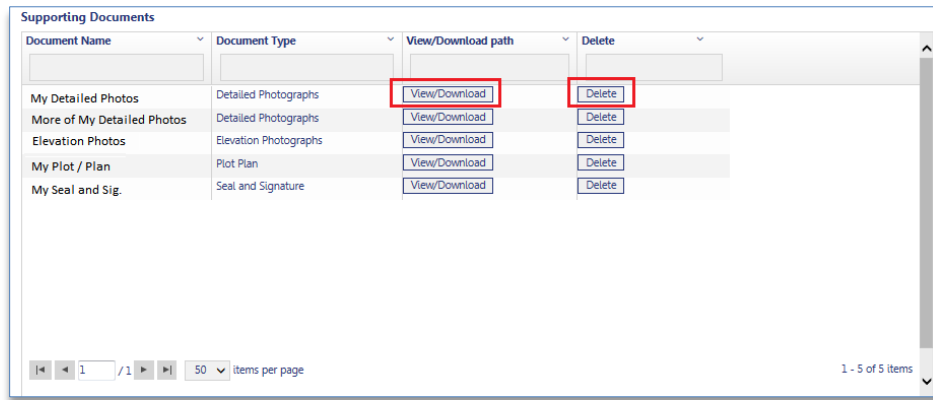 Supporting Documents
Document Name Document Type View/Download path Delete
My Detailed Photos Detailed Photographs View/Download Delete
More of My Detailed Photos Detailed Photographs View/Download Delete
Elevation Photos Elevation Photographs View/Download Delete
My Plot / Plan Plot Plan View/Download Delete
My Seal and Sig. Seal and Signature View/Download Delete
1 / 1 50 items per page 1 - 5 of 5 items